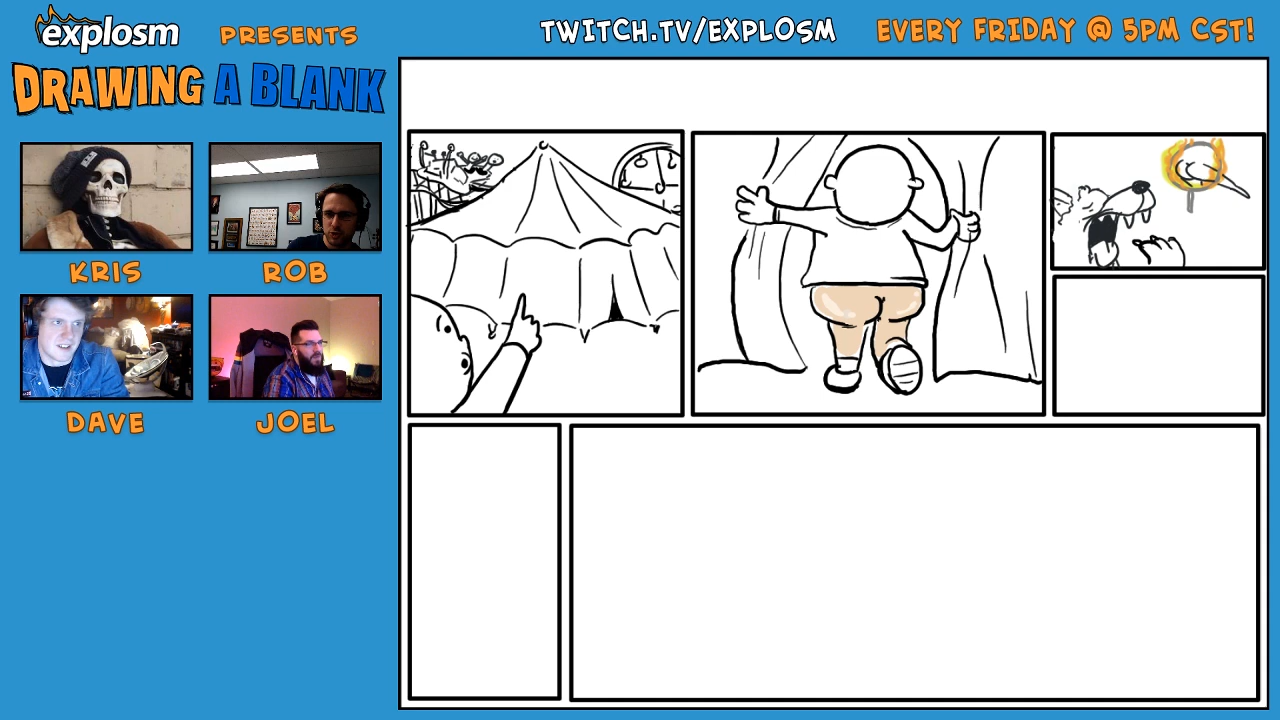 explosm PRESENTS
DRAWING A BLANK
TWITCH.TV/EXPLOSM
EVERY FRIDAY @ 5PM CST!
KRIS
ROB
DAVE
JOEL